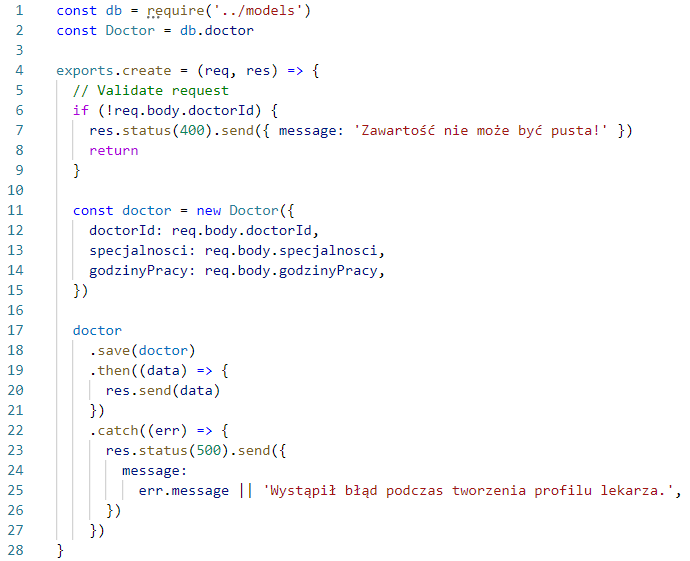 1 const db = require('../models')
2 const Doctor = db.doctor
3
4 exports.create = (req, res) => {
5   // Validate request
6   if (!req.body.doctorId) {
7     res.status(400).send({ message: 'Zawartość nie może być pusta!' })
8     return
9   }
10
11   const doctor = new Doctor({
12     doctorId: req.body.doctorId,
13     specjalnosci: req.body.specjalnosci,
14     godzinyPracy: req.body.godzinyPracy,
15   })
16
17   doctor
18     .save(doctor)
19     .then((data) => {
20       res.send(data)
21     })
22     .catch((err) => {
23       res.status(500).send({
24         message:
25           err.message || 'Wystąpił błąd podczas tworzenia profilu lekarza.',
26       })
27     })
28 }